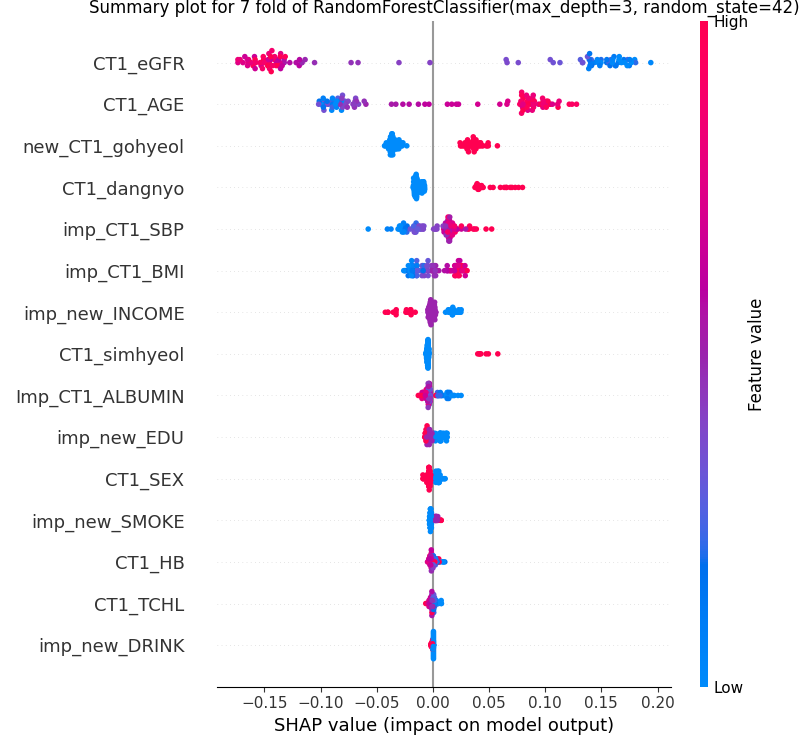 Summary plot for 7 fold of RandomForestClassifier(max_depth=3, random_state=42)
High
CT1_eGFR
CT1_AGE
new_CT1_gohyeol
CT1_dangnyo
imp_CT1_SBP
imp_CT1_BMI
imp_new_INCOME
CT1_simhyeol
Imp_CT1_ALBUMIN
imp_new_EDU
CT1_SEX
imp_new_SMOKE
CT1_HB
CT1_TCHL
imp_new_DRINK
Feature value
Low
−0.15 −0.10 −0.05 0.00 0.05 0.10 0.15 0.20
SHAP value (impact on model output)